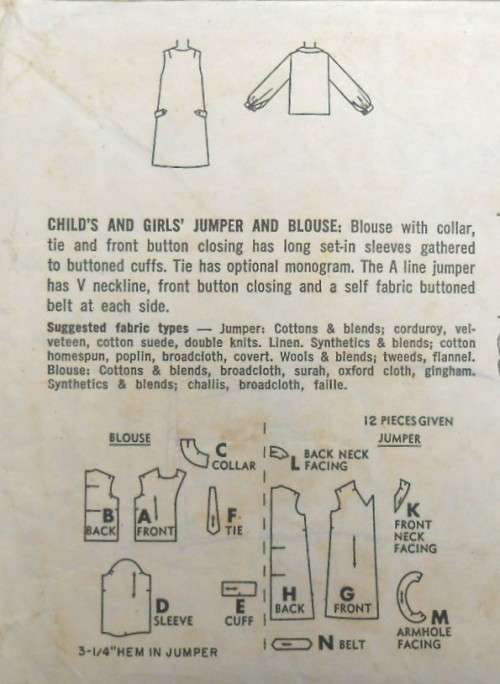 CHILD'S AND GIRLS' JUMPER AND BLOUSE: Blouse with collar,
tie and front button closing has long set-in sleeves gathered
to buttoned cuffs. Tie has optional monogram. The A line jumper
has V neckline, front button closing and a self fabric buttoned
belt at each side.
Suggested fabric types — Jumper: Cottons & blends; corduroy, vel-
veteen, cotton suede, double knits. Linen. Synthetics & blends; cotton
homespun, poplin, broadcloth, covert. Wools & blends; tweeds, flannel.
Blouse: Cottons & blends, broadcloth, surah, oxford cloth, gingham.
Synthetics & blends; challis, broadcloth, faille.
12 PIECES GIVEN
BLOUSE
JUMPER
C
COLLAR
L BACK NECK
FACING
B
BACK
A
FRONT
F
TIE
K
FRONT
NECK
FACING
H
BACK
G
FRONT
D
SLEEVE
E
CUFF
M
ARMHOLE
FACING
N BELT
3-1/4" HEM IN JUMPER